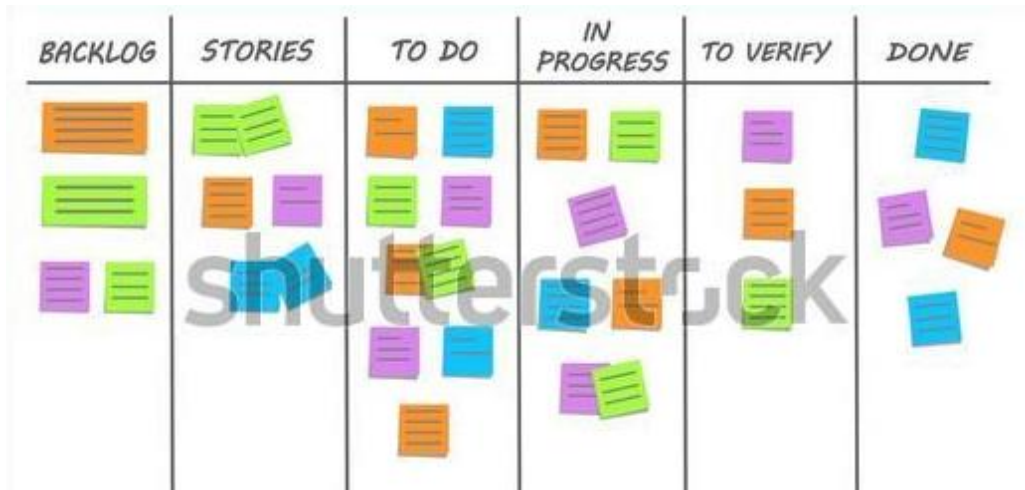 BACKLOG
STORIES
TO DO
IN
PROGRESS
TO VERIFY
DONE
shutterstock